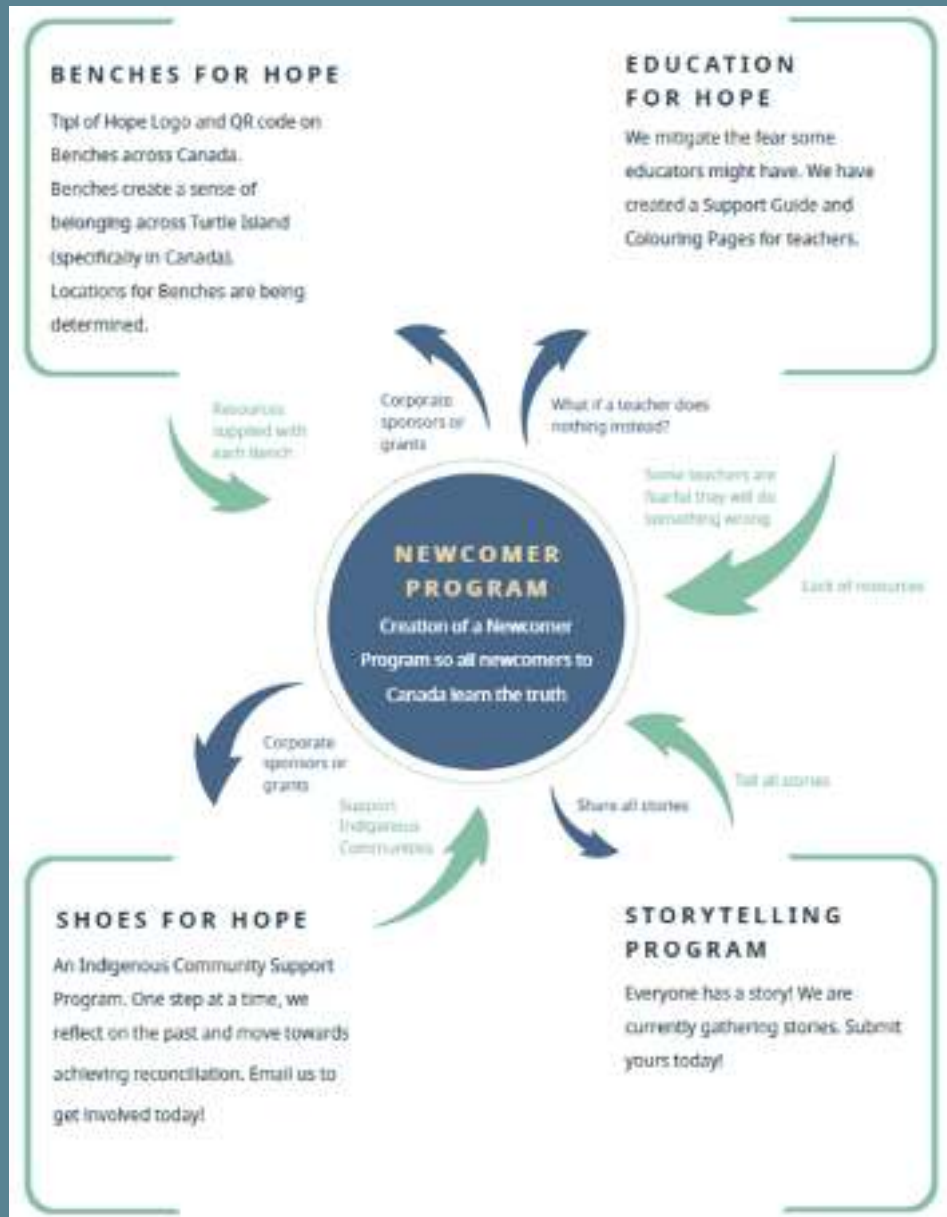 BENCHES FOR HOPE
Tipi of Hope Logo and QR code on
Benches across Canada.
Benches create a sense of
belonging across Turtle Island
(specifically in Canada).
Locations for Benches are being
determined.
EDUCATION
FOR HOPE
We mitigate the fear some
educators might have. We have
created a Support Guide and
Colouring Pages for teachers.
Resources
supplied with
each Bench
Corporate
sponsors or
grants
What if a teacher does
nothing instead?
Some teachers are
fearful they will do
something wrong
Lack of resources
NEWCOMER
PROGRAM
Creation of a Newcomer
Program so all newcomers to
Canada learn the truth
Corporate
sponsors or
grants
Support
Indigenous
Communities
Share all stories
Tell all stories
SHOES FOR HOPE
An Indigenous Community Support
Program. One step at a time, we
reflect on the past and move towards
achieving reconciliation. Email us to
get involved today!
STORYTELLING
PROGRAM
Everyone has a story! We are
currently gathering stories. Submit
yours today!